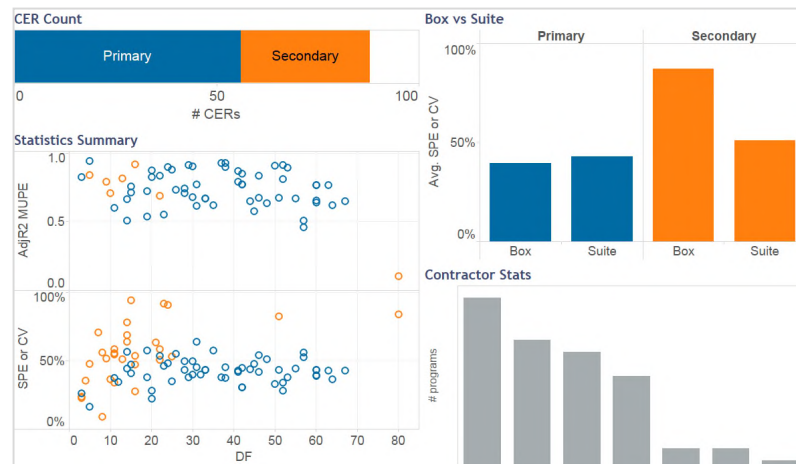 CER Count
Primary
Secondary
0
50
100
# CERs
Statistics Summary
1.0
0.5
0.0
AdjR2 MUPE
100%
50%
0%
SPE or CV
0
10
20
30
40
50
60
70
80
DF
Box vs Suite
Primary
Secondary
100%
50%
0%
Avg. SPE or CV
Box
Suite
Box
Suite
Contractor Stats
# programs